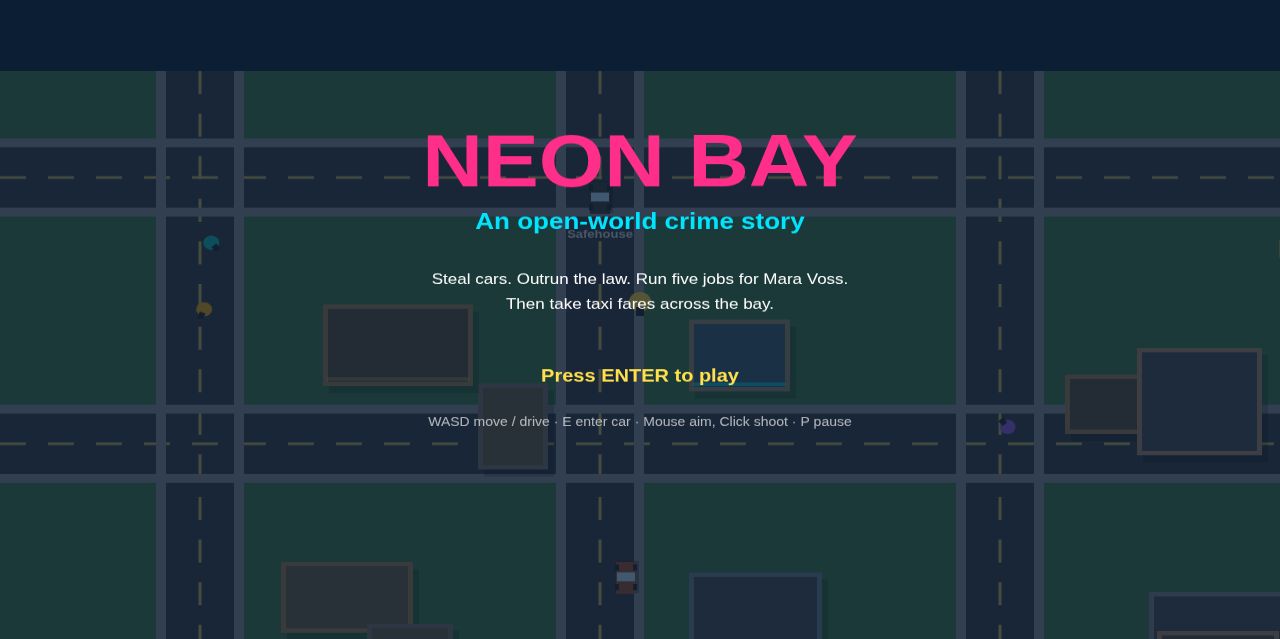 NEON BAY
An open-world crime story
Safehouse
Steal cars. Outrun the law. Run five jobs for Mara Voss.
Then take taxi fares across the bay.
Press ENTER to play
WASD move / drive · E enter car · Mouse aim, Click shoot · P pause